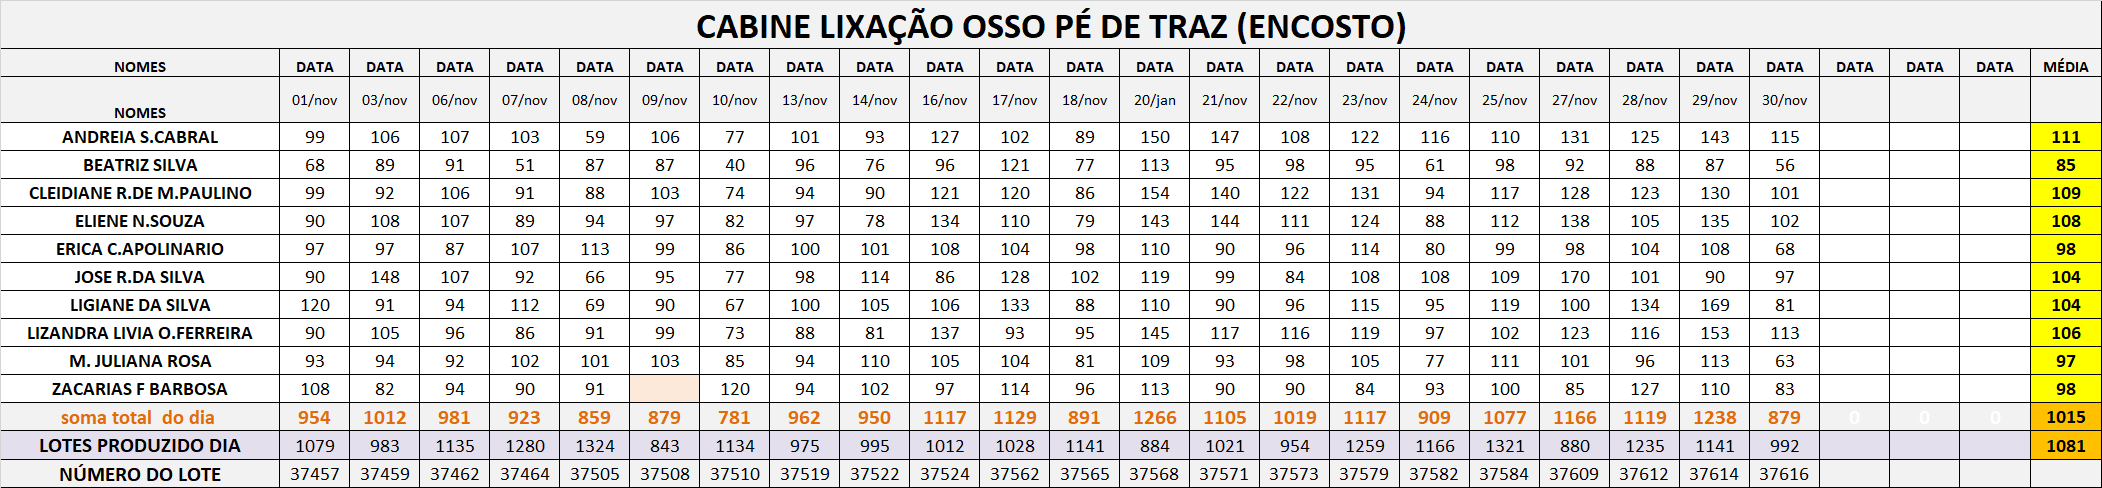 CABINE LIXAÇÃO OSSO PÉ DE TRAZ (ENCOSTO)
NOMES DATA DATA DATA DATA DATA DATA DATA DATA DATA DATA DATA DATA DATA DATA DATA DATA DATA DATA DATA DATA DATA DATA DATA DATA DATA MÉDIA
NOMES 01/nov 03/nov 06/nov 07/nov 08/nov 09/nov 10/nov 13/nov 14/nov 16/nov 17/nov 18/nov 20/jan 21/nov 22/nov 23/nov 24/nov 25/nov 27/nov 28/nov 29/nov 30/nov
ANDREIA S.CABRAL 99 106 107 103 59 106 77 101 93 127 102 89 150 147 108 122 116 110 131 125 143 115 111
BEATRIZ SILVA 68 89 91 51 87 87 40 96 76 96 121 77 113 95 98 95 61 98 92 88 87 56 85
CLEIDIANE R.DE M.PAULINO 99 92 106 91 88 103 74 94 90 121 120 86 154 140 122 131 94 117 128 123 130 101 109
ELIENE N.SOUZA 90 108 107 89 94 97 82 97 78 134 110 79 143 144 111 124 88 112 138 105 135 102 108
ERICA C.APOLINARIO 97 97 87 107 113 99 86 100 101 108 104 98 110 90 96 114 80 99 98 104 108 68 98
JOSE R.DA SILVA 90 148 107 92 66 95 77 98 114 86 128 102 119 99 84 108 108 109 170 101 90 97 104
LIGIANE DA SILVA 120 91 94 112 69 90 67 100 105 106 133 88 110 90 96 115 95 119 100 134 169 81 104
LIZANDRA LIVIA O.FERREIRA 90 105 96 86 91 99 73 88 81 137 93 95 145 117 116 119 97 102 123 116 153 113 106
M. JULIANA ROSA 93 94 92 102 101 103 85 94 110 105 104 81 109 93 98 105 77 111 101 96 113 63 97
ZACARIAS F BARBOSA 108 82 94 90 91 120 94 102 97 114 96 113 90 90 84 93 100 85 127 110 83 98
soma total do dia 954 1012 981 923 859 879 781 962 950 1117 1129 891 1266 1105 1019 1117 909 1077 1166 1119 1238 879 0 0 0 1015
LOTES PRODUZIDO DIA 1079 983 1135 1280 1324 843 1134 975 995 1012 1028 1141 884 1021 954 1259 1166 1321 880 1235 1141 992 1081
NÚMERO DO LOTE 37457 37459 37462 37464 37505 37508 37510 37519 37522 37524 37562 37565 37568 37571 37573 37579 37582 37584 37609 37612 37614 37616